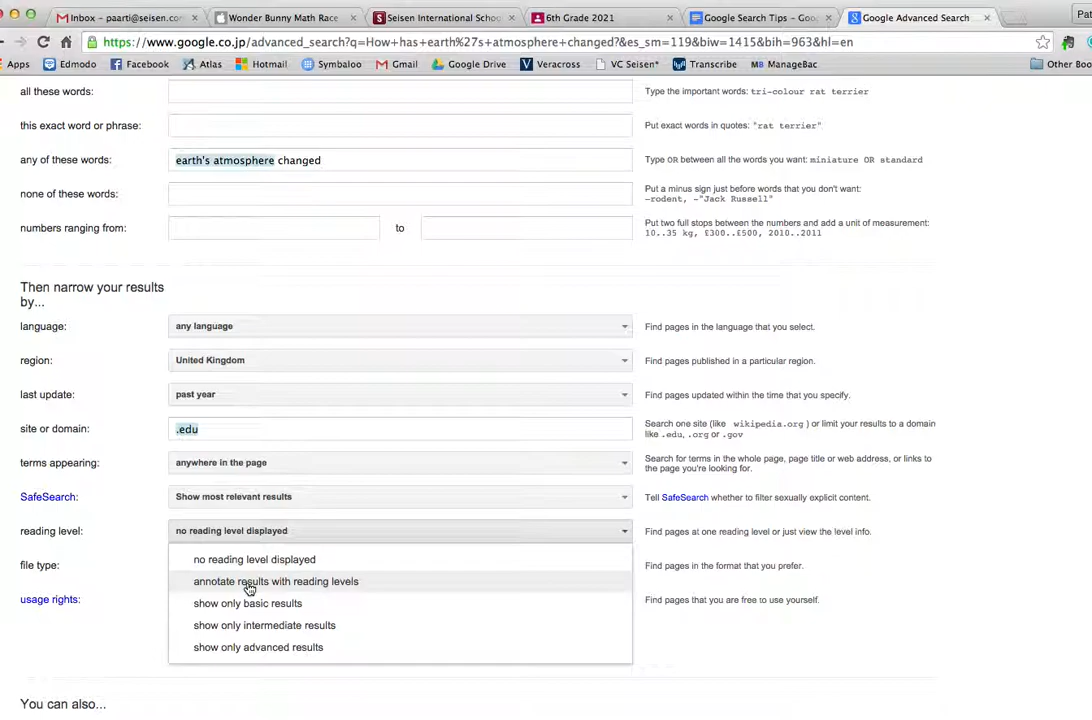 Inbox - paarti@seisen.co
Wonder Bunny Math Race
Seisen International Schoo
6th Grade 2021
Google Search Tips - Goo
Google Advanced Search
https://www.google.co.jp/advanced_search?q=How+has+earth%27s+atmosphere+changed?&es_sm=119&biw=1415&bih=963&hl=en
Apps Edmodo Facebook Atlas Hotmail Symbaloo Gmail Google Drive Veracross VC Seisen* Transcribe MB ManageBac Other Boo
all these words: Type the important words: tri-colour rat terrier
this exact word or phrase: Put exact words in quotes: "rat terrier"
any of these words: earth's atmosphere changed Type OR between all the words you want: miniature OR standard
none of these words: Put a minus sign just before words that you don't want:
-rodent, -"Jack Russell"
numbers ranging from: to Put two full stops between the numbers and add a unit of measurement:
10..35 kg, £300..£500, 2010..2011
Then narrow your results
by...
language: any language Find pages in the language that you select.
region: United Kingdom Find pages published in a particular region.
last update: past year Find pages updated within the time that you specify.
site or domain: .edu Search one site (like wikipedia.org) or limit your results to a domain
like .edu, .org or .gov
terms appearing: anywhere in the page Search for terms in the whole page, page title or web address, or links to
the page you're looking for.
SafeSearch: Show most relevant results Tell SafeSearch whether to filter sexually explicit content.
reading level: no reading level displayed Find pages at one reading level or just view the level info.
no reading level displayed
file type: Find pages in the format that you prefer.
annotate results with reading levels
usage rights: Find pages that you are free to use yourself.
show only basic results
show only intermediate results
show only advanced results
You can also...